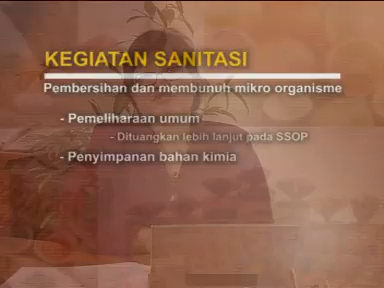 KEGIATAN SANITASI
Pembersihan dan membunuh mikro organisme
- Pemeliharaan umum
- Dituangkan lebih lanjut pada SSOP
- Penyimpanan bahan kimia